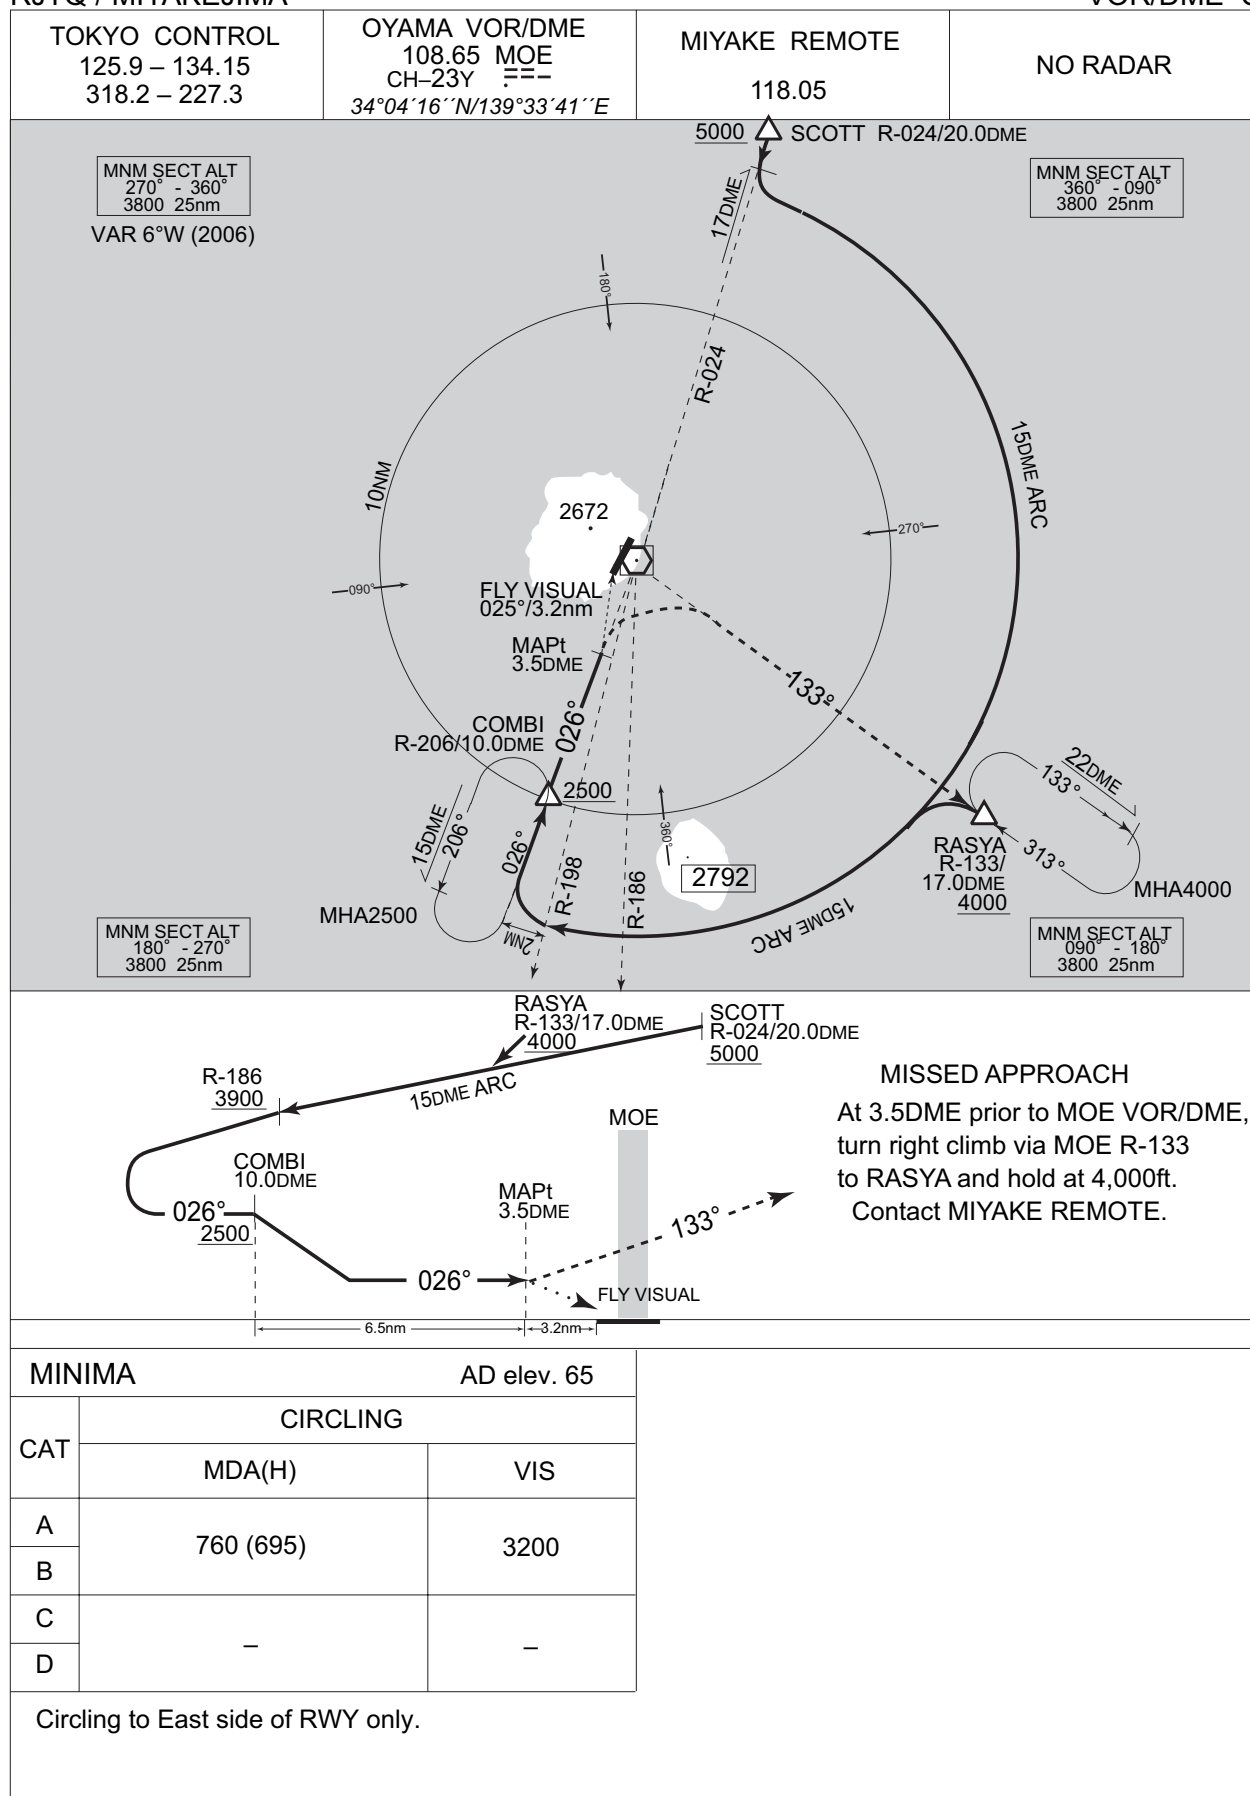 RJTQ / MIYAKEJIMA
VOR/DME
TOKYO CONTROL
125.9 – 134.15
318.2 – 227.3
OYAMA VOR/DME
108.65 MOE
CH–23Y
34°04´16´´N/139°33´41´´E
MIYAKE REMOTE
118.05
NO RADAR
5000
SCOTT R-024/20.0DME
MNM SECT ALT
270° - 360°
3800 25nm
VAR 6°W (2006)
MNM SECT ALT
360° - 090°
3800 25nm
17DME
180°
R-024
15DME ARC
10NM
2672
270°
090°
FLY VISUAL
025°/3.2nm
MAPt
3.5DME
133°
026°
COMBI
R-206/10.0DME
2500
22DME
133°
313°
15DME
206°
026°
360°
RASYA
R-133/
17.0DME
4000
2792
R-198
R-186
MHA4000
MHA2500
2NM
15DME ARC
MNM SECT ALT
180° - 270°
3800 25nm
MNM SECT ALT
090° - 180°
3800 25nm
RASYA
R-133/17.0DME
4000
SCOTT
R-024/20.0DME
5000
R-186
3900
15DME ARC
MOE
COMBI
10.0DME
MAPt
3.5DME
026°
2500
133°
026°
FLY VISUAL
6.5nm
3.2nm
MISSED APPROACH
At 3.5DME prior to MOE VOR/DME,
turn right climb via MOE R-133
to RASYA and hold at 4,000ft.
Contact MIYAKE REMOTE.
MINIMA
AD elev. 65
CAT
CIRCLING
MDA(H)
VIS
A
760 (695)
3200
B
C
–
–
D
Circling to East side of RWY only.